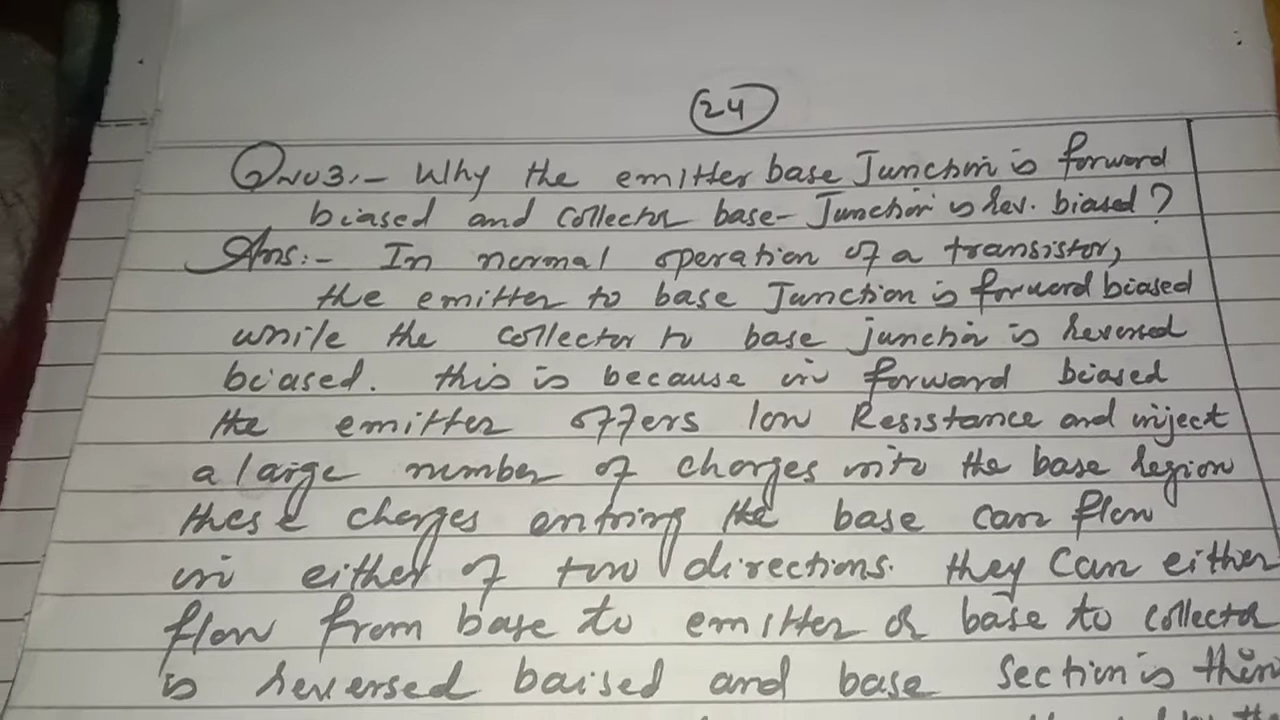 24
QNo3.- Why the emitter base Junction is forward
biased and collector base- Junction is rev. biased?
Ans:- In normal operation of a transistor,
the emitter to base Junction is forward biased
while the collector to base junction is reversed
biased. this is because in forward biased
the emitter offers low Resistance and inject
a large number of charges into the base region
these charges entring the base can flow
in either of two directions. they can either
flow from base to emitter or base to collector
is reversed baised and base section is thin